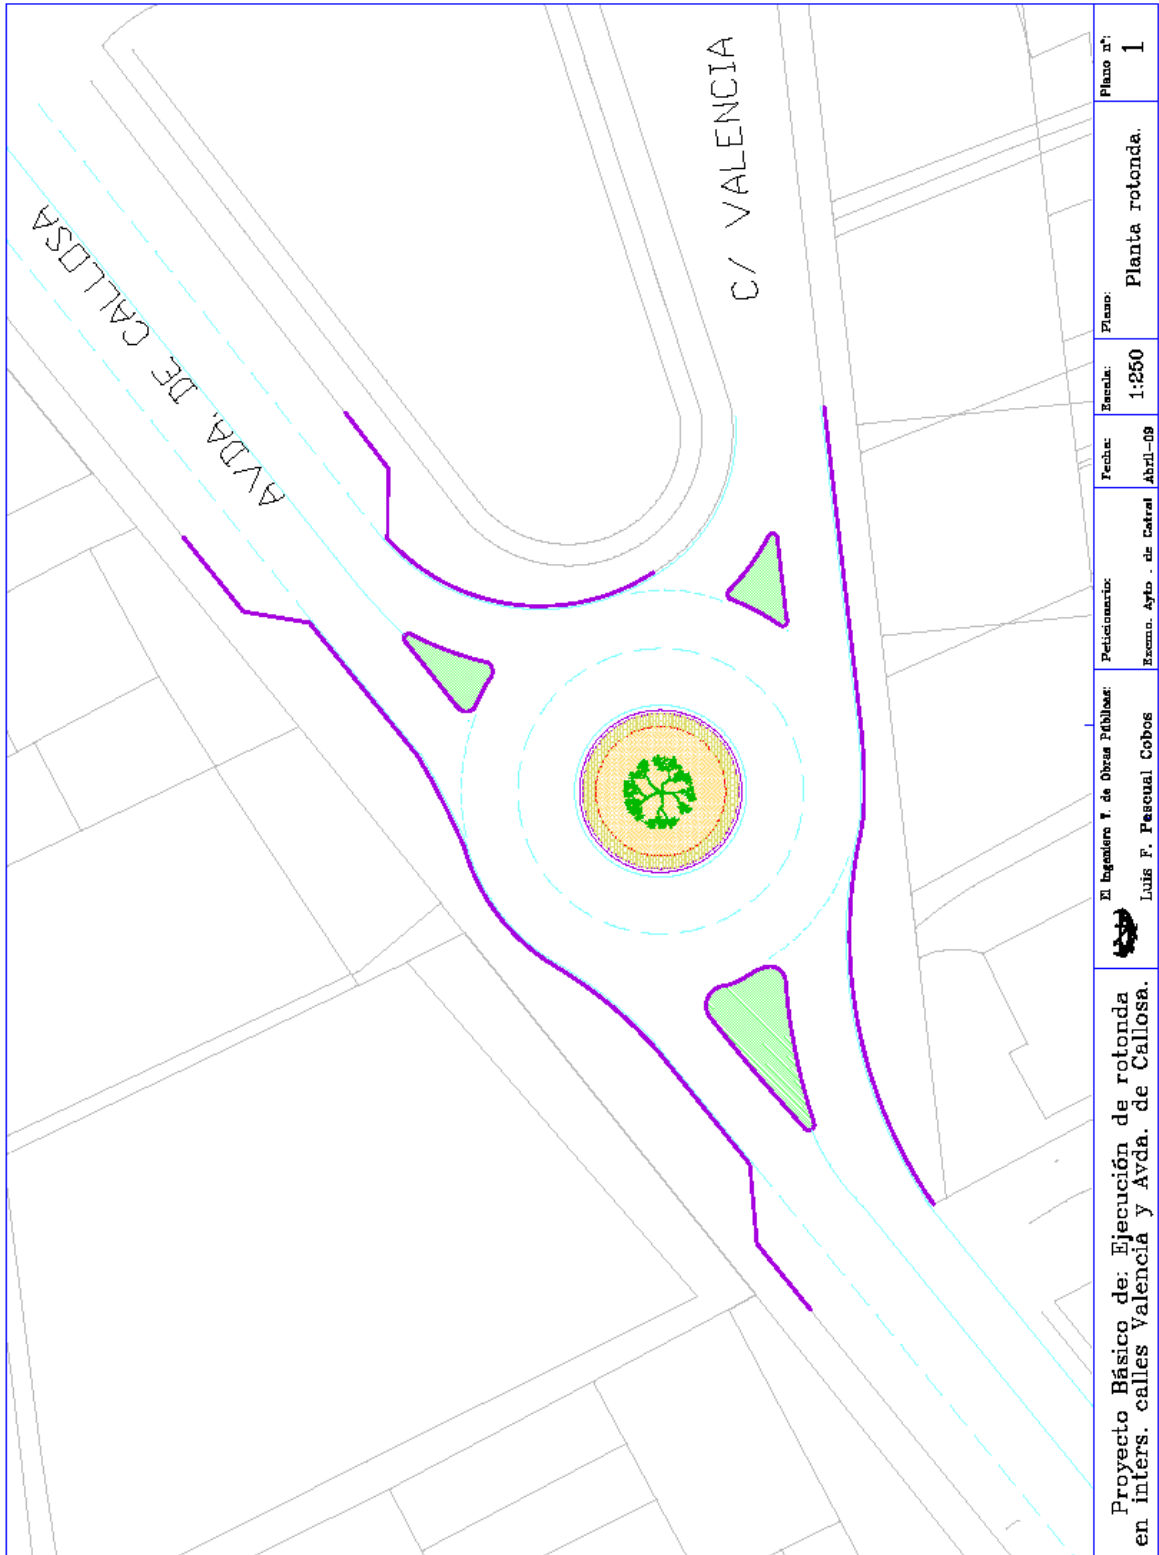 AVDA. DE CALLOSA
C/ VALENCIA
Proyecto Básico de: Ejecución de rotonda
en inters. calles Valencia y Avda. de Callosa.
El Ingeniero T. de Obras Públicas:
Luis F. Pascual Cobos
Peticionario:
Excmo. Ayto . de Catral
Fecha:
Abril-09
Escala:
1:250
Plano:
Planta rotonda.
Plano nº:
1